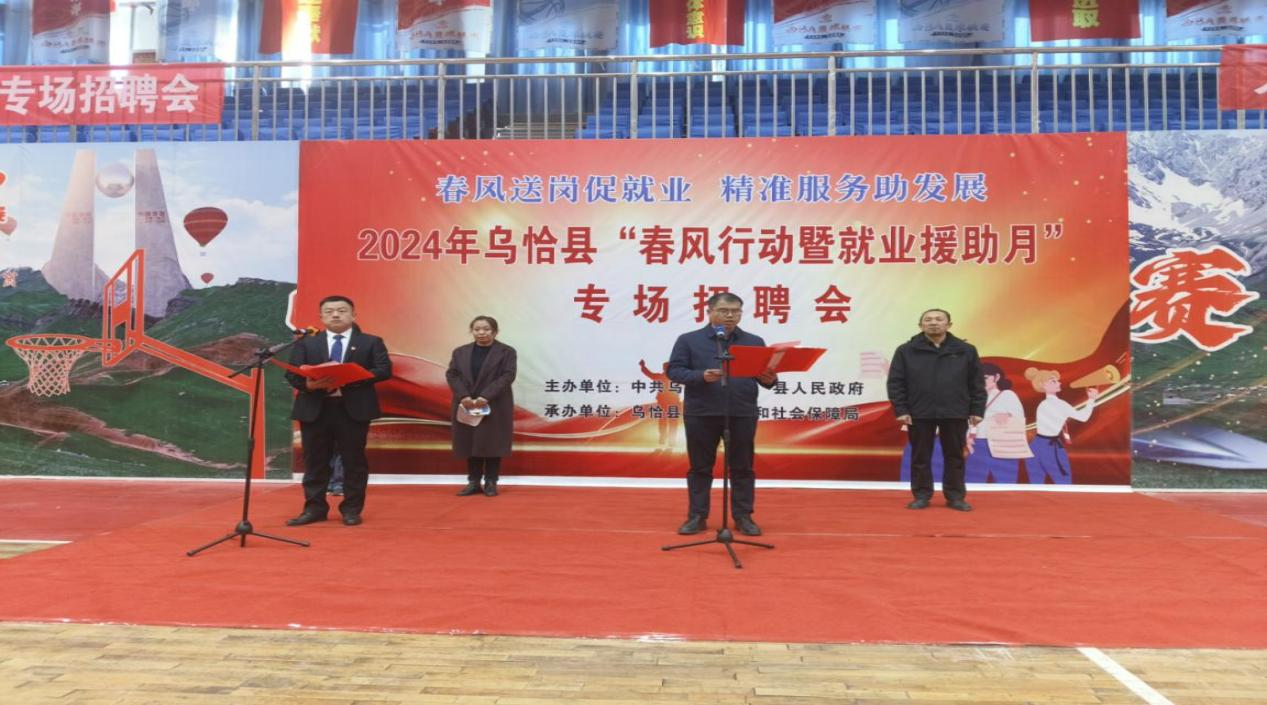 进取
专场招聘会
春风送岗促就业 精准服务助发展
2024年乌恰县“春风行动暨就业援助月”
专场招聘会
赛
主办单位：中共乌 县人民政府
承办单位：乌恰县 和社会保障局